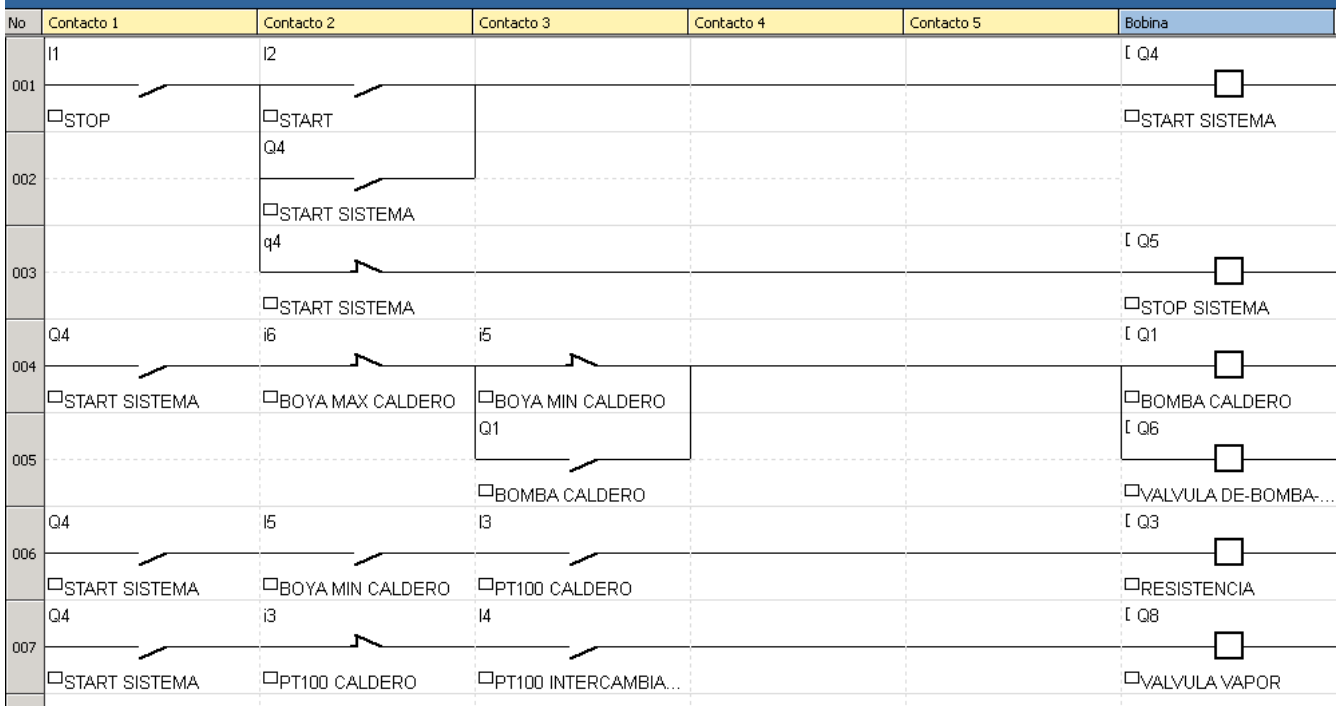 No Contacto 1 Contacto 2 Contacto 3 Contacto 4 Contacto 5 Bobina
I1 I2 [ Q4
001
STOP START START SISTEMA
Q4
002
START SISTEMA
q4 [ Q5
003
START SISTEMA STOP SISTEMA
Q4 i6 i5 [ Q1
004
START SISTEMA BOYA MAX CALDERO BOYA MIN CALDERO BOMBA CALDERO
Q1 [ Q6
005
BOMBA CALDERO VALVULA DE-BOMBA-...
Q4 I5 I3 [ Q3
006
START SISTEMA BOYA MIN CALDERO PT100 CALDERO RESISTENCIA
Q4 i3 I4 [ Q8
007
START SISTEMA PT100 CALDERO PT100 INTERCAMBIA... VALVULA VAPOR